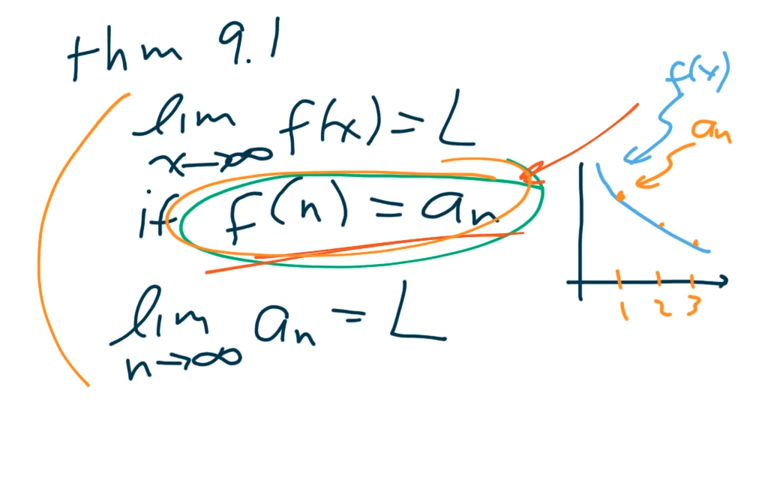 thm 9.1
lim f(x) = L
x→∞
if f(n) = an
lim an = L
n→∞
f(x)
an
1 2 3